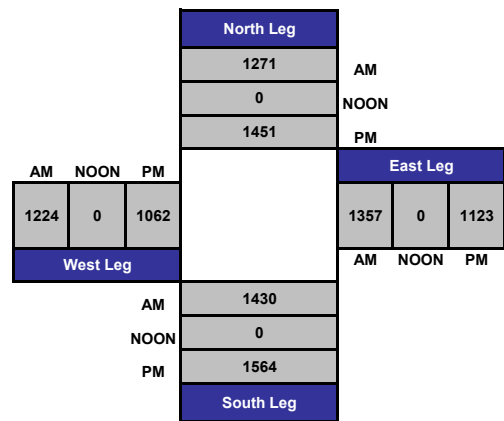 North Leg
1271 AM
0 NOON
1451 PM
AM NOON PM East Leg
1224 0 1062 1357 0 1123
West Leg AM NOON PM
AM 1430
NOON 0
PM 1564
South Leg